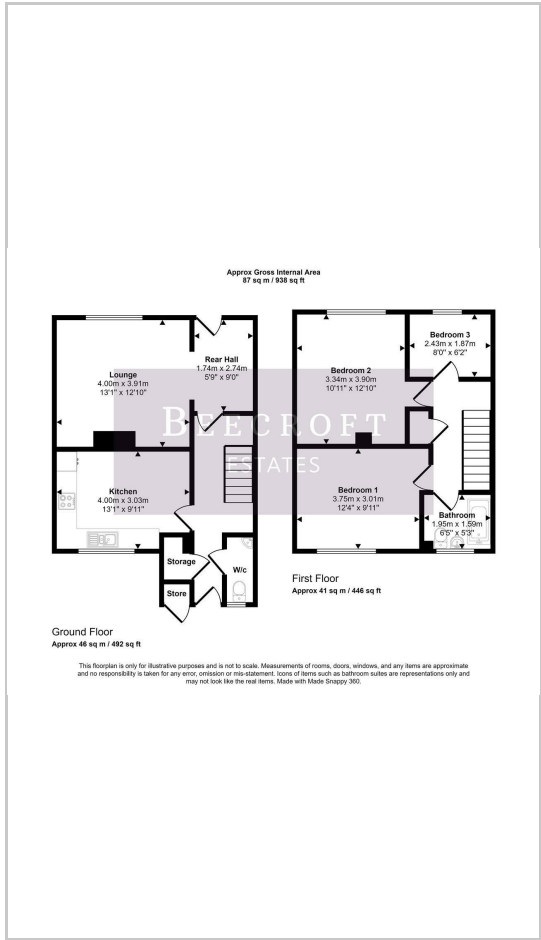 Approx Gross Internal Area
87 sq m / 938 sq ft
Lounge
4.00m x 3.91m
13'1" x 12'10"
Rear Hall
1.74m x 2.74m
5'9" x 9'0"
Kitchen
4.00m x 3.03m
13'1" x 9'11"
Storage
Store
W/c
Ground Floor
Approx 46 sq m / 492 sq ft
Bedroom 2
3.34m x 3.90m
10'11" x 12'10"
Bedroom 3
2.43m x 1.87m
8'0" x 6'2"
Bedroom 1
3.75m x 3.01m
12'4" x 9'11"
Bathroom
1.95m x 1.59m
6'5" x 5'3"
First Floor
Approx 41 sq m / 446 sq ft
BEECROFT
ESTATES
This floorplan is only for illustrative purposes and is not to scale. Measurements of rooms, doors, windows, and any items are approximate
and no responsibility is taken for any error, omission or mis-statement. Icons of items such as bathroom suites are representations only and
may not look like the real items. Made with Made Snappy 360.